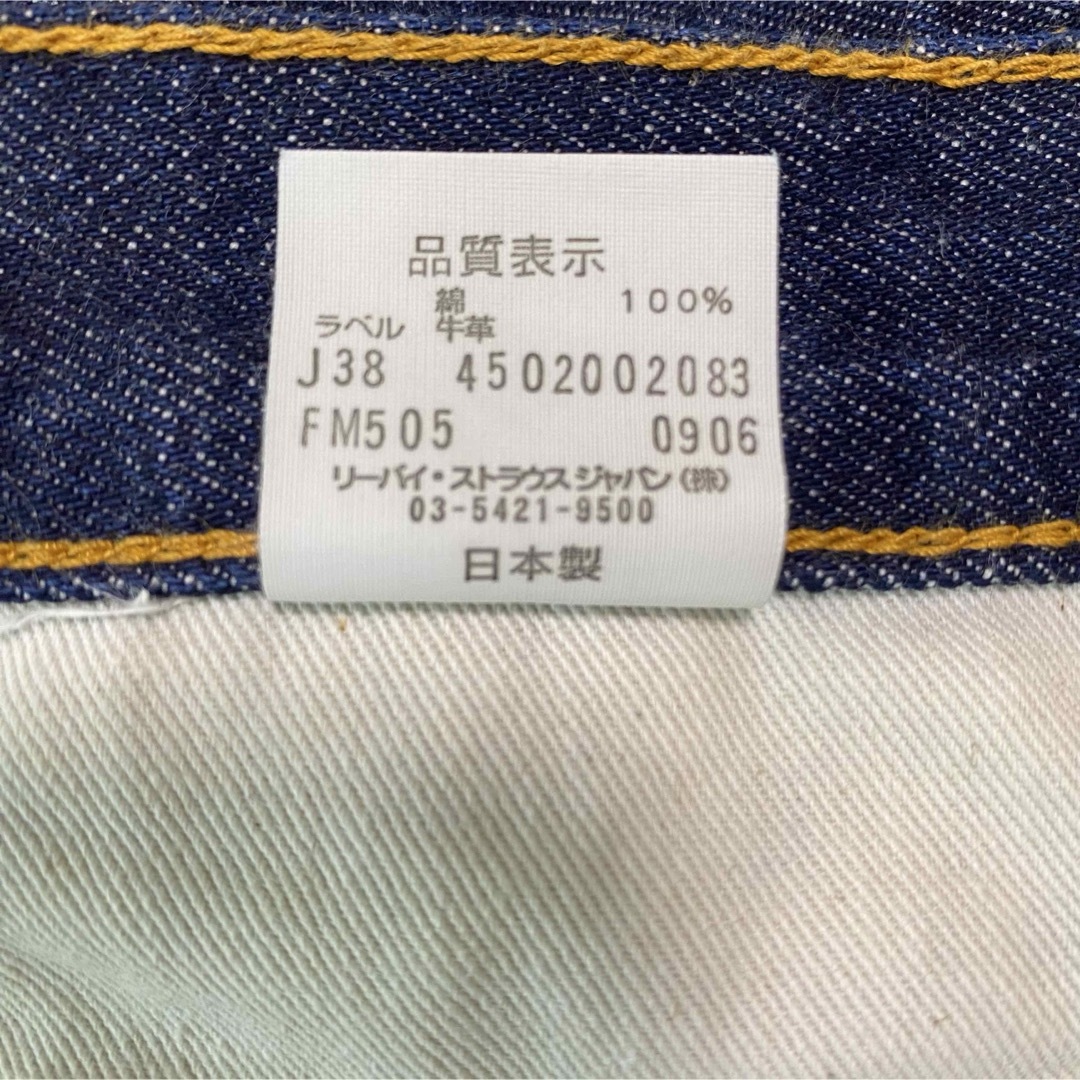 品質表示
綿 100%
ラベル 牛革
J38 4502002083
FM505 0906
リーバイ・ストラウスジャパン(株)
03-5421-9500
日本製